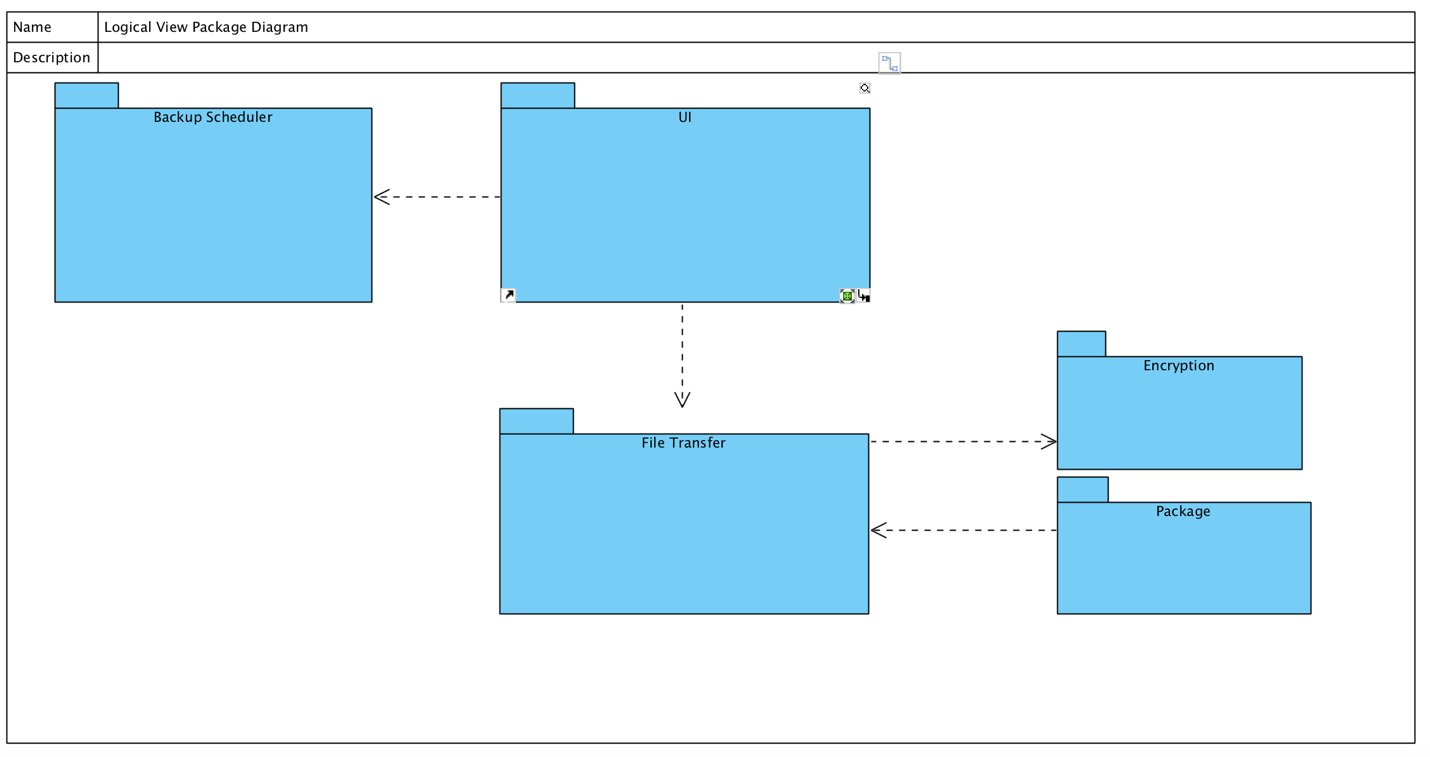 Name
Logical View Package Diagram
Description
Backup Scheduler
UI
Encryption
File Transfer
Package